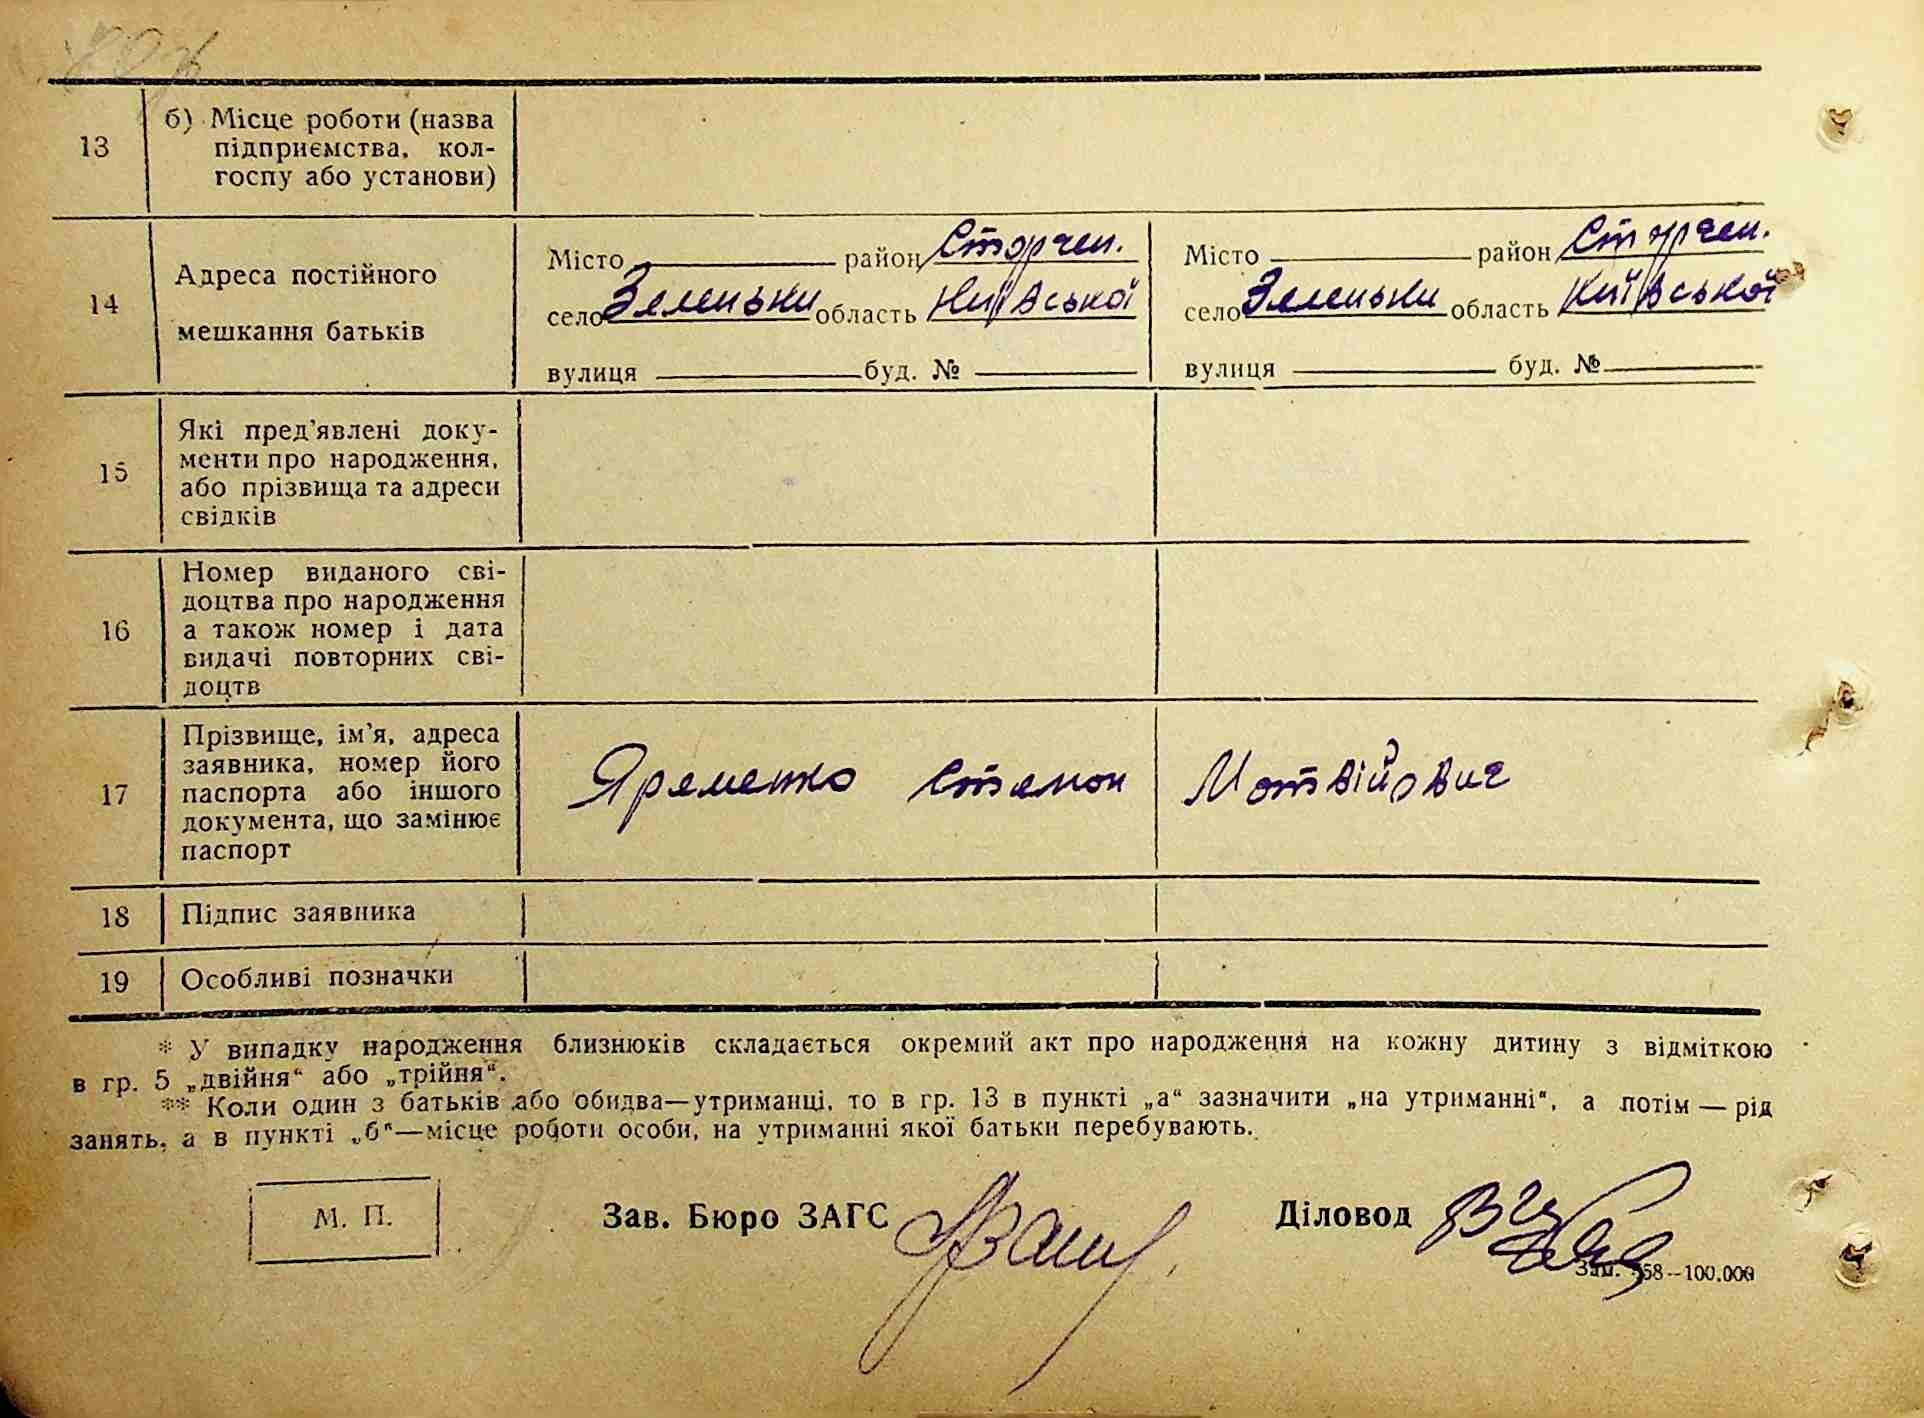 13
б) Місце роботи (назва
підприємства, кол-
госпу або установи)
14
Адреса постійного
мешкання батьків
Місто район
село Зеленьки область Київської
вулиця буд. №
Місто район
село Зеленьки область Київської
вулиця буд. №
15
Які пред'явлені доку-
менти про народження,
або прізвища та адреси
свідків
16
Номер виданого сві-
доцтва про народження
а також номер і дата
видачі повторних сві-
доцтв
17
Прізвище, ім'я, адреса
заявника, номер його
паспорта або іншого
документа, що замінює
паспорт
Яременко Степон Мотвійович
18 Підпис заявника
19 Особливі позначки
* У випадку народження близнюків складається окремий акт про народження на кожну дитину з відміткою
в гр. 5 „двійня“ або „трійня“.
** Коли один з батьків або обидва—утриманці, то в гр. 13 в пункті „а“ зазначити „на утриманні“, а потім — рід
занять, а в пункті „б“—місце роботи особи, на утриманні якої батьки перебувають.
М. П.
Зав. Бюро ЗАГС
Діловод
58—100.000